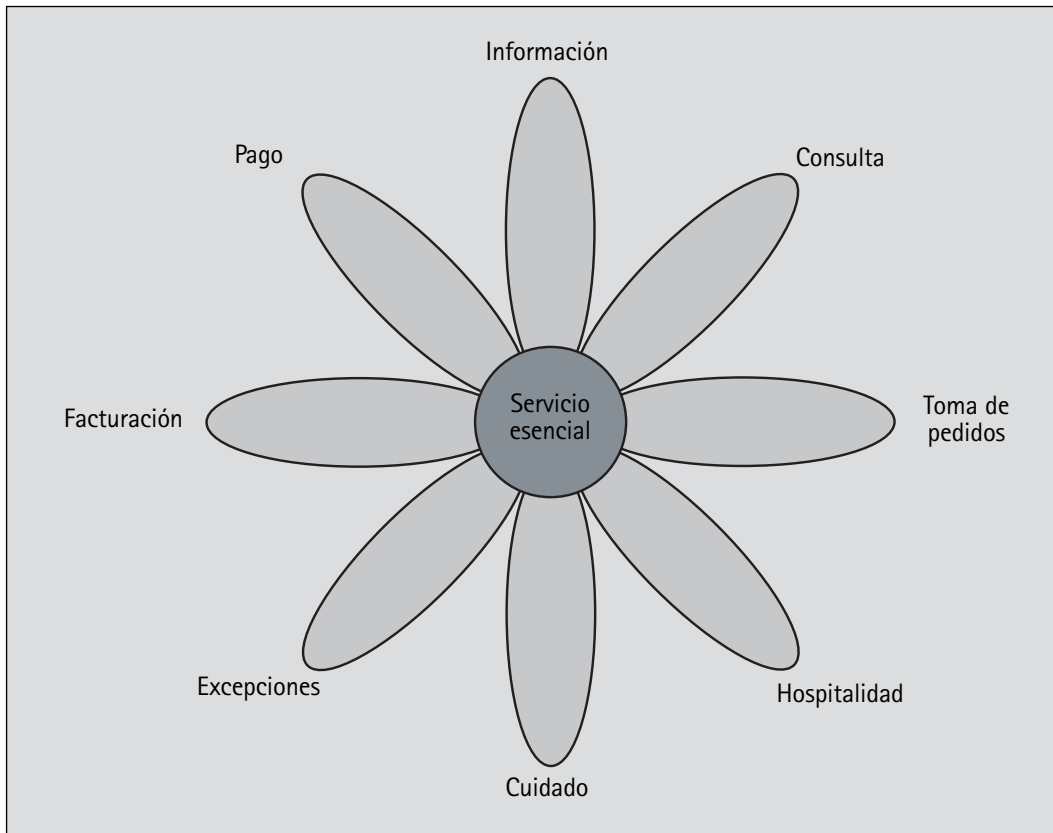 Información
Pago
Consulta
Facturación
Servicio
esencial
Toma de
pedidos
Excepciones
Hospitalidad
Cuidado